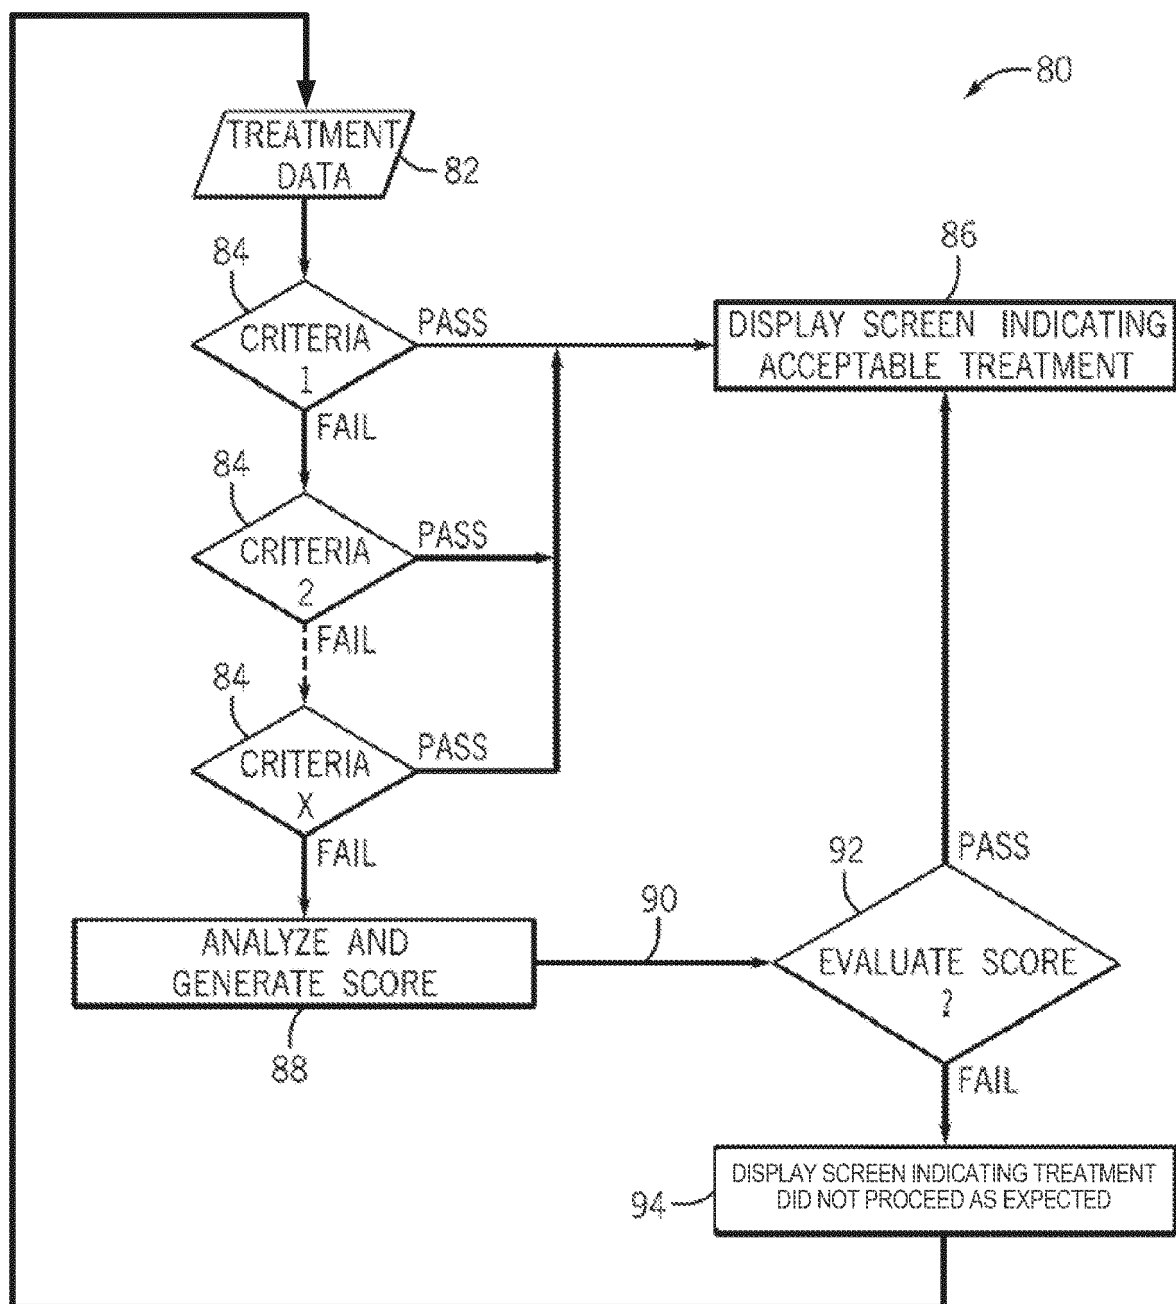 80
TREATMENT
DATA
82
84
CRITERIA
1
PASS
FAIL
86
DISPLAY SCREEN INDICATING
ACCEPTABLE TREATMENT
84
CRITERIA
2
PASS
FAIL
84
CRITERIA
X
PASS
FAIL
ANALYZE AND
GENERATE SCORE
88
90
92
EVALUATE SCORE
?
PASS
FAIL
DISPLAY SCREEN INDICATING TREATMENT
DID NOT PROCEED AS EXPECTED
94